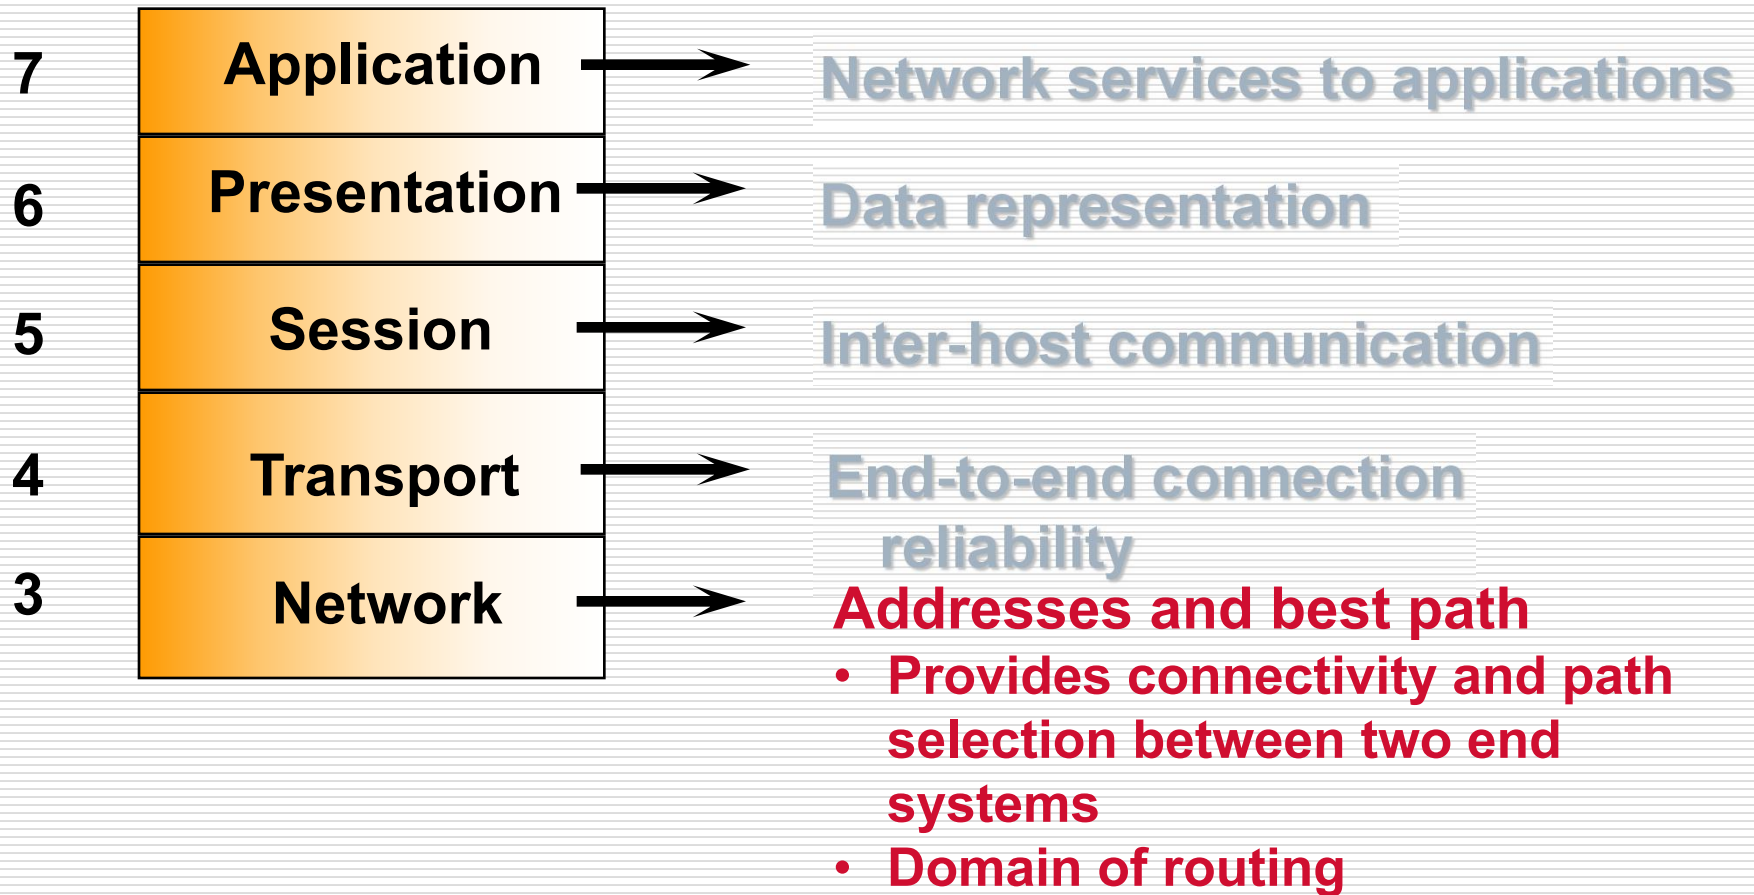 7 Application Network services to applications
6 Presentation Data representation
5 Session Inter-host communication
4 Transport End-to-end connection
reliability
3 Network Addresses and best path
• Provides connectivity and path
selection between two end
systems
• Domain of routing